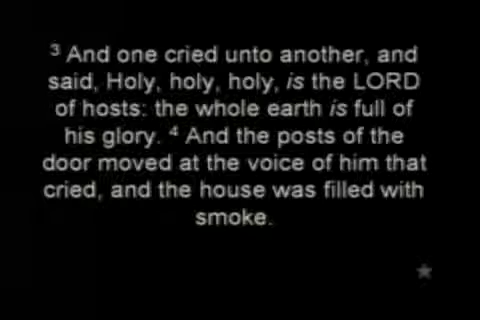 ³ And one cried unto another, and
said, Holy, holy, holy, is the LORD
of hosts: the whole earth is full of
his glory. ⁴ And the posts of the
door moved at the voice of him that
cried, and the house was filled with
smoke.